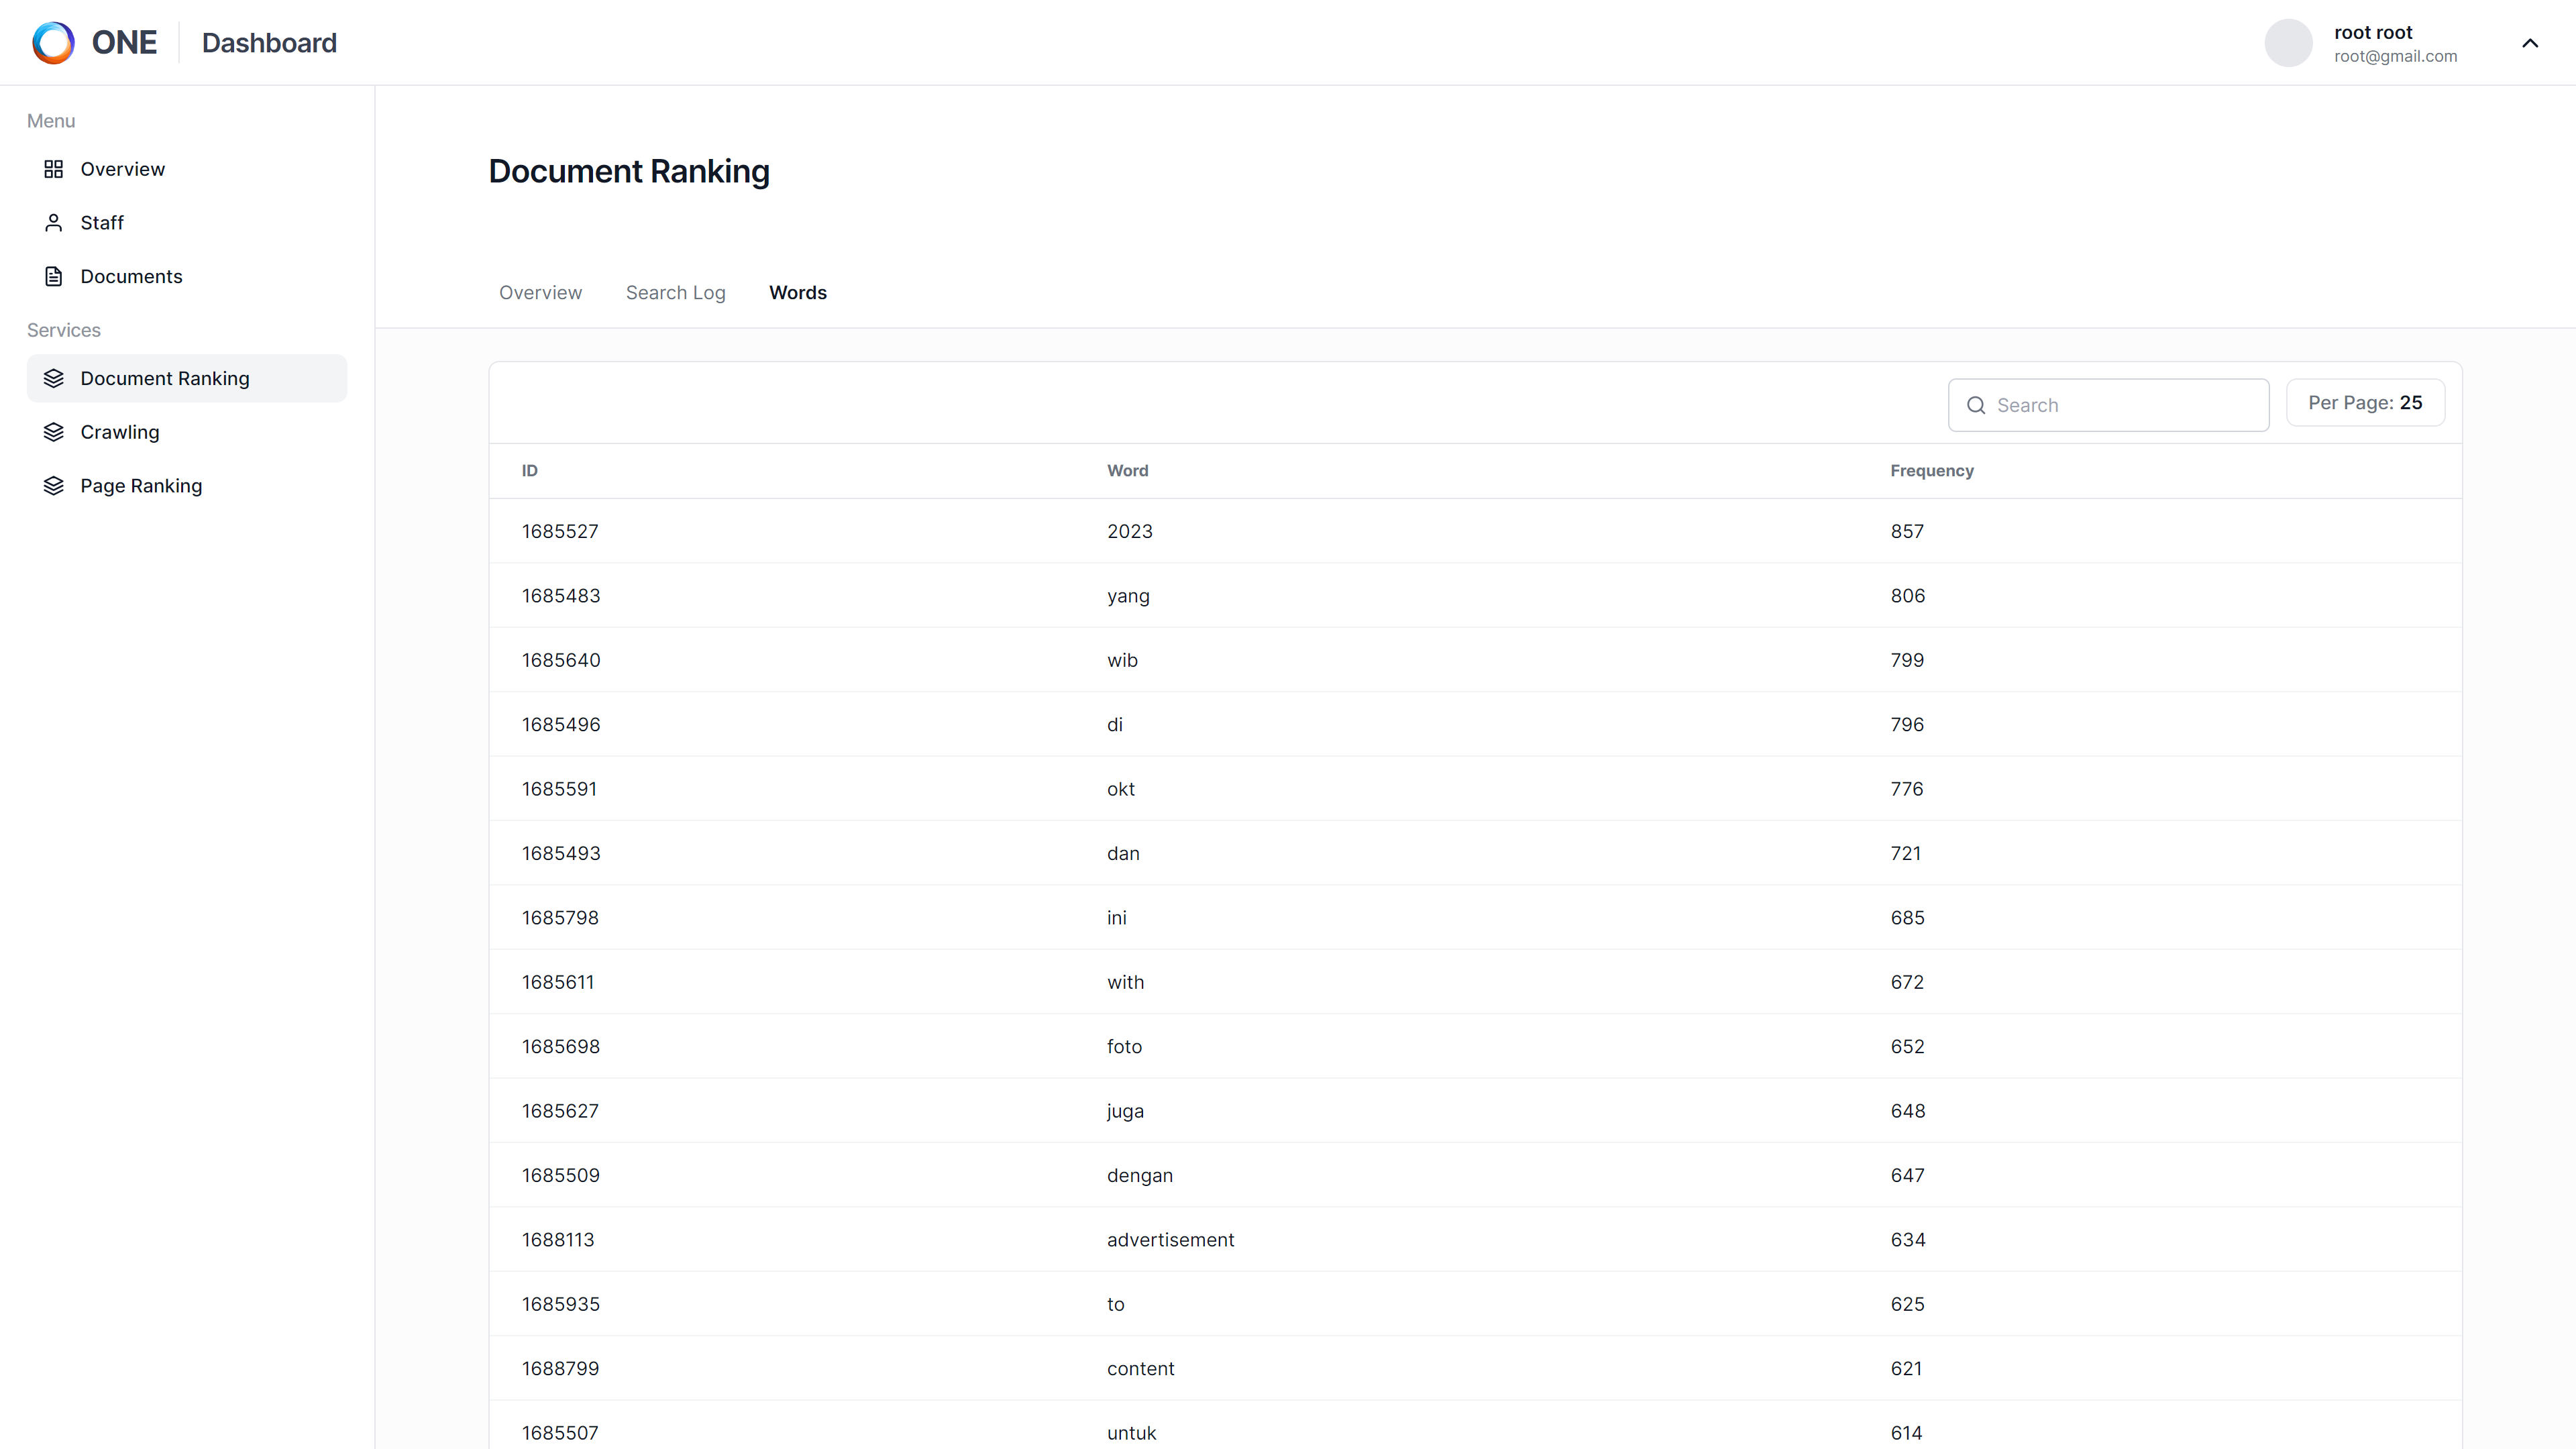 ONE Dashboard
root root
root@gmail.com
Menu
Overview
Staff
Documents
Services
Document Ranking
Crawling
Page Ranking
Document Ranking
Overview Search Log Words
Search Per Page: 25
ID Word Frequency
1685527 2023 857
1685483 yang 806
1685640 wib 799
1685496 di 796
1685591 okt 776
1685493 dan 721
1685798 ini 685
1685611 with 672
1685698 foto 652
1685627 juga 648
1685509 dengan 647
1688113 advertisement 634
1685935 to 625
1688799 content 621
1685507 untuk 614